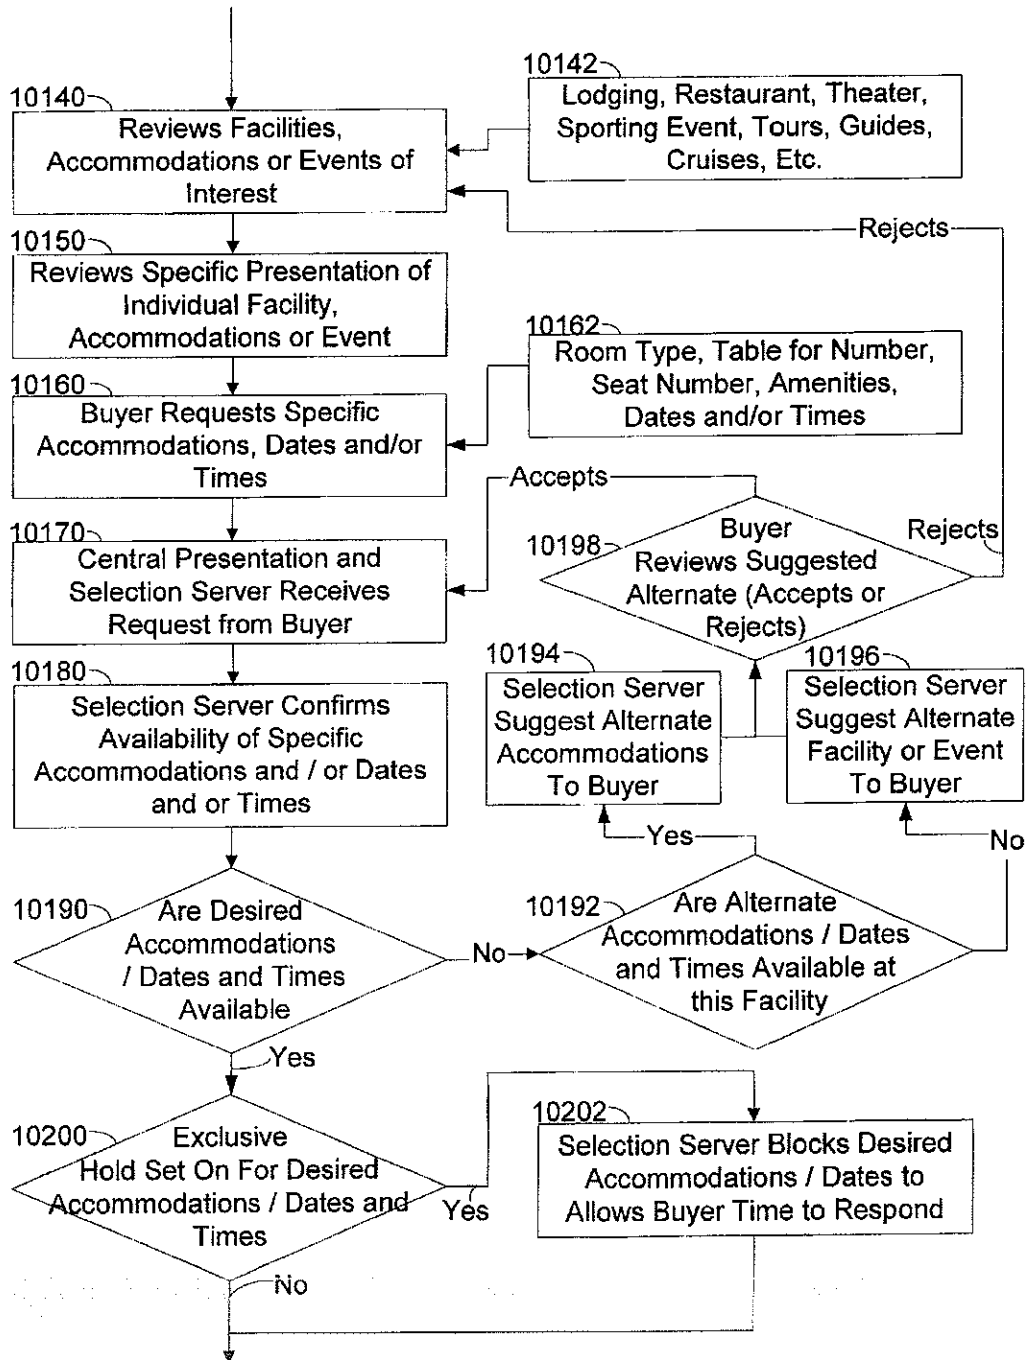 10142
Lodging, Restaurant, Theater,
Sporting Event, Tours, Guides,
Cruises, Etc.
10140
Reviews Facilities,
Accommodations or Events of
Interest
Rejects
10150
Reviews Specific Presentation of
Individual Facility,
Accommodations or Event
10162
Room Type, Table for Number,
Seat Number, Amenities,
Dates and/or Times
10160
Buyer Requests Specific
Accommodations, Dates and/or
Times
Accepts
10170
Central Presentation and
Selection Server Receives
Request from Buyer
10198
Buyer
Reviews Suggested
Alternate (Accepts or
Rejects)
Rejects
10180
Selection Server Confirms
Availability of Specific
Accommodations and / or Dates
and or Times
10194
Selection Server
Suggest Alternate
Accommodations
To Buyer
10196
Selection Server
Suggest Alternate
Facility or Event
To Buyer
Yes
No
10190
Are Desired
Accommodations
/ Dates and Times
Available
No
10192
Are Alternate
Accommodations / Dates
and Times Available at
this Facility
Yes
10200
Exclusive
Hold Set On For Desired
Accommodations / Dates and
Times
Yes
10202
Selection Server Blocks Desired
Accommodations / Dates to
Allows Buyer Time to Respond
No